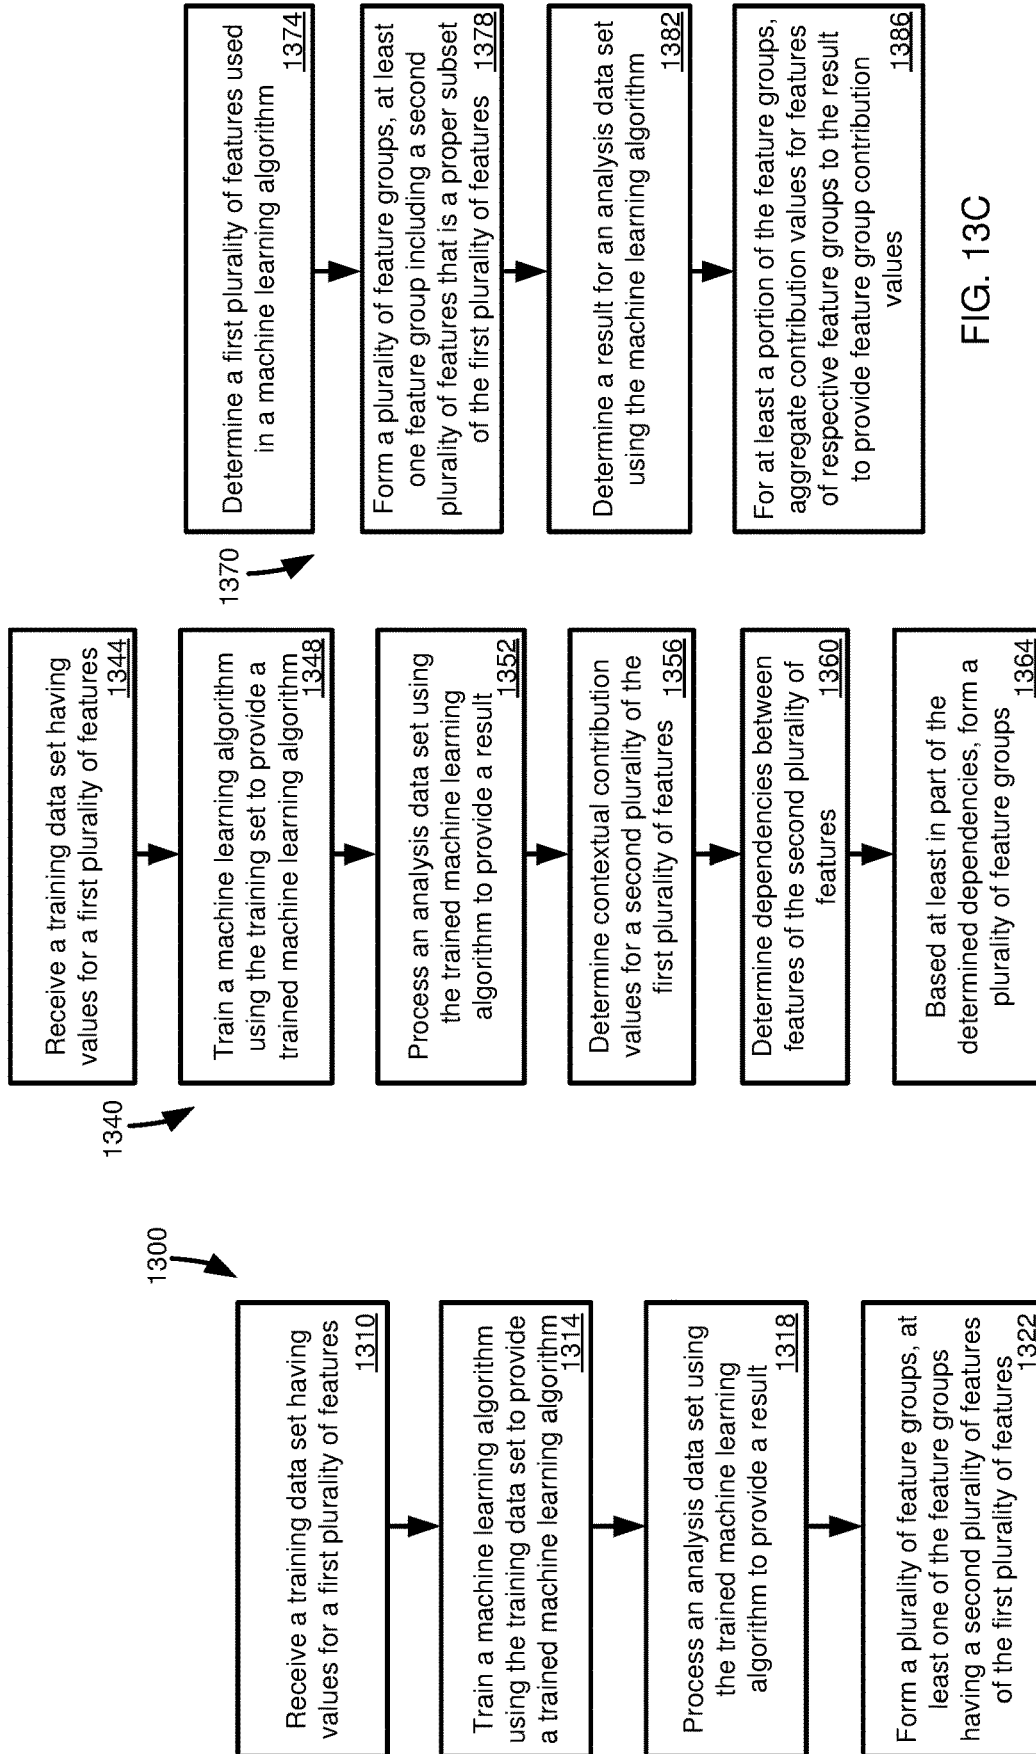 1300
Receive a training data set having
values for a first plurality of features
1310
Train a machine learning algorithm
using the training data set to provide
a trained machine learning algorithm
1314
Process an analysis data set using
the trained machine learning
algorithm to provide a result
1318
Form a plurality of feature groups, at
least one of the feature groups
having a second plurality of features
of the first plurality of features
1322
1340
Receive a training data set having
values for a first plurality of features
1344
Train a machine learning algorithm
using the training set to provide a
trained machine learning algorithm
1348
Process an analysis data set using
the trained machine learning
algorithm to provide a result
1352
Determine contextual contribution
values for a second plurality of the
first plurality of features
1356
Determine dependencies between
features of the second plurality of
features
1360
Based at least in part of the
determined dependencies, form a
plurality of feature groups
1364
1370
Determine a first plurality of features used
in a machine learning algorithm
1374
Form a plurality of feature groups, at least
one feature group including a second
plurality of features that is a proper subset
of the first plurality of features
1378
Determine a result for an analysis data set
using the machine learning algorithm
1382
For at least a portion of the feature groups,
aggregate contribution values for features
of respective feature groups to the result
to provide feature group contribution
values
1386
FIG. 13C